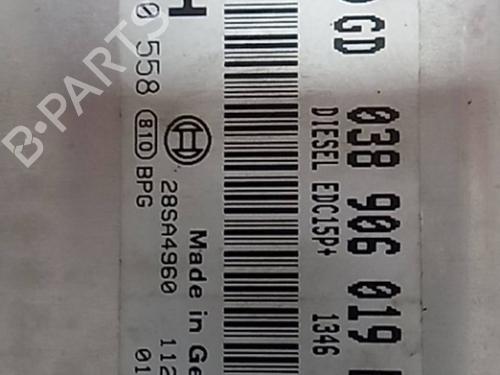 GD 038 906 019
DIESEL EDC15P+ 1346
0 558 810 BPG
28SA4960
Made in Ge
112
01
B-PARTS